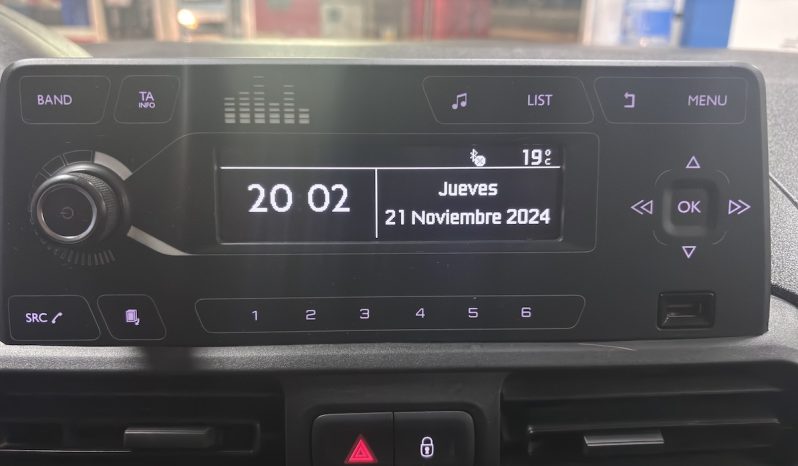 BAND
TA
INFO
LIST
MENU
19°C
20 02
Jueves
21 Noviembre 2024
OK
SRC
1 2 3 4 5 6